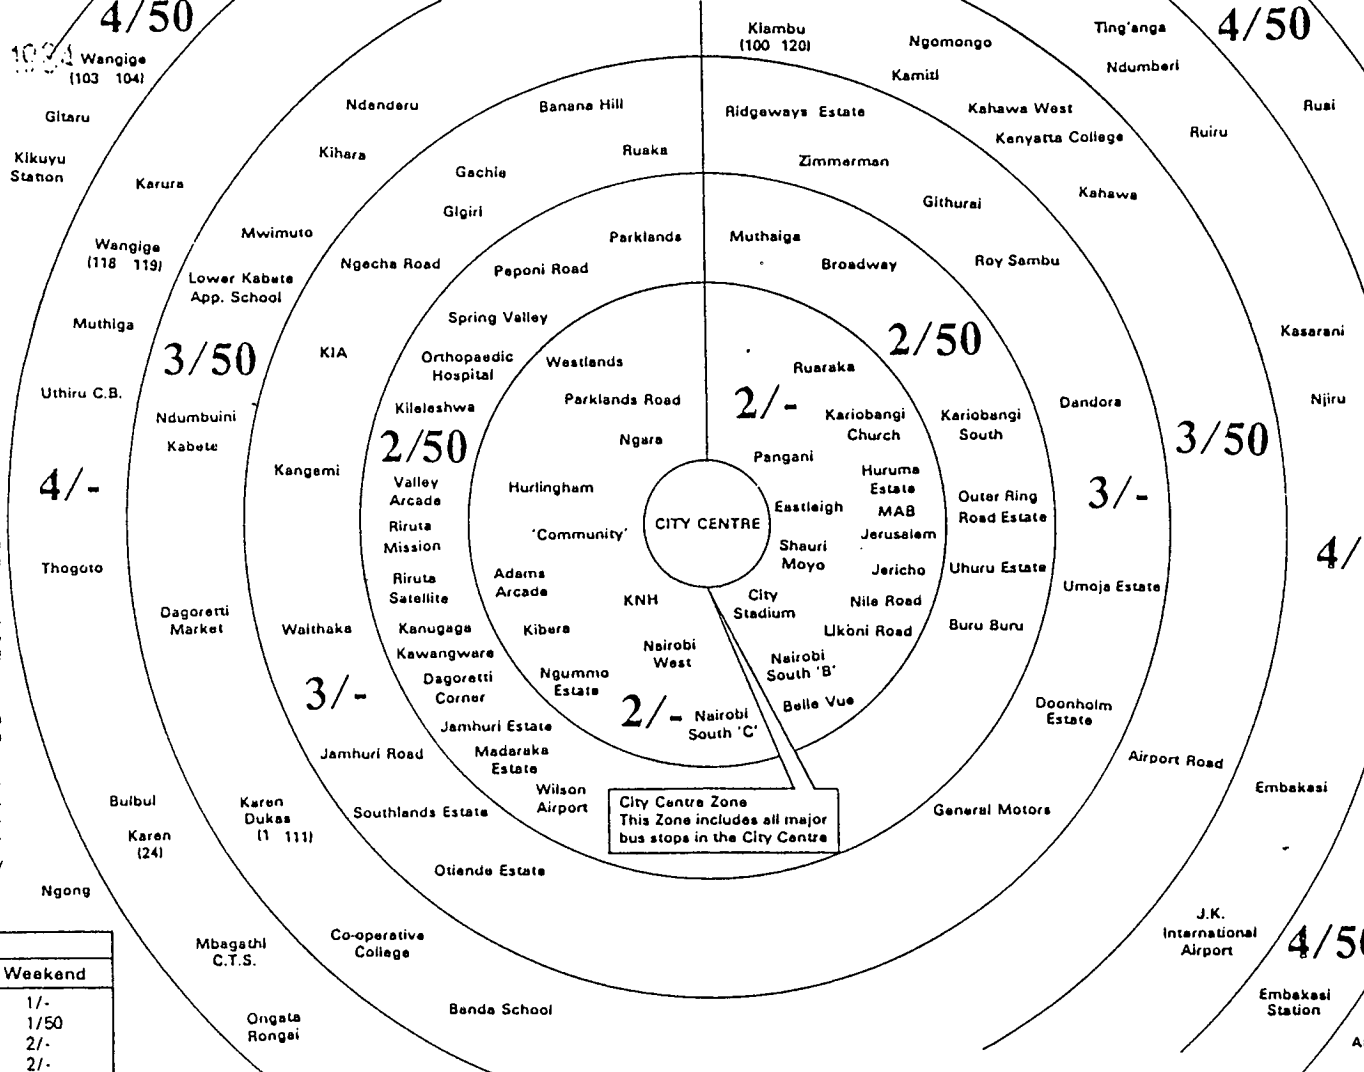 4/50
Kiambu
(100 120)
Ngomongo
Ting'anga
4/50
Wangige
(103 104)
Kamiti
Ndumberi
Gitaru
Ndenderu
Banana Hill
Ridgeways Estate
Kahawa West
Ruai
Kikuyu
Station
Kihara
Ruaka
Zimmerman
Kenyatta College
Ruiru
Karura
Gachie
Gigiri
Githurai
Kahawa
Wangige
(118 119)
Mwimuto
Parklands
Muthaiga
Lower Kabete
App. School
Ngecha Road
Peponi Road
Broadway
Roy Sambu
Muthiga
3/50
KIA
Spring Valley
Orthopaedic
Hospital
Westlands
2/50
Ruaraka
Kasarani
Uthiru C.B.
Ndumbuini
Kabete
Kileleshwa
2/50
Parklands Road
Ngara
2/-
Kariobangi
Church
Kariobangi
South
Dandora
Njiru
3/50
4/-
Kangemi
Valley
Arcade
Hurlingham
Pangani
Huruma
Estate
MAB
Outer Ring
Road Estate
3/-
Riruta
Mission
'Community'
CITY CENTRE
Eastleigh
Jerusalem
Shauri
Moyo
4/
Thogoto
Riruta
Satellite
Adams
Arcade
KNH
City
Stadium
Jericho
Uhuru Estate
Umoja Estate
Dagoretti
Market
Waithaka
Kanugaga
Kawangware
Kibera
Nairobi
West
Nile Road
Likoni Road
Buru Buru
3/-
Dagoretti
Corner
Ngummo
Estate
2/-
Nairobi
South 'C'
Nairobi
South 'B'
Belle Vue
Doonholm
Estate
Jamhuri Road
Jamhuri Estate
Madaraka
Estate
Airport Road
Bulbul
Karen
Dukas
(1 111)
Southlands Estate
Wilson
Airport
City Centre Zone
This Zone includes all major
bus stops in the City Centre
General Motors
Embakasi
Karen
(24)
Otiende Estate
Ngong
Mbagathi
C.T.S.
Co-operative
College
J.K.
International
Airport
4/50
Weekend
1/-
1/50
2/-
2/-
Ongata
Rongai
Banda School
Embakasi
Station